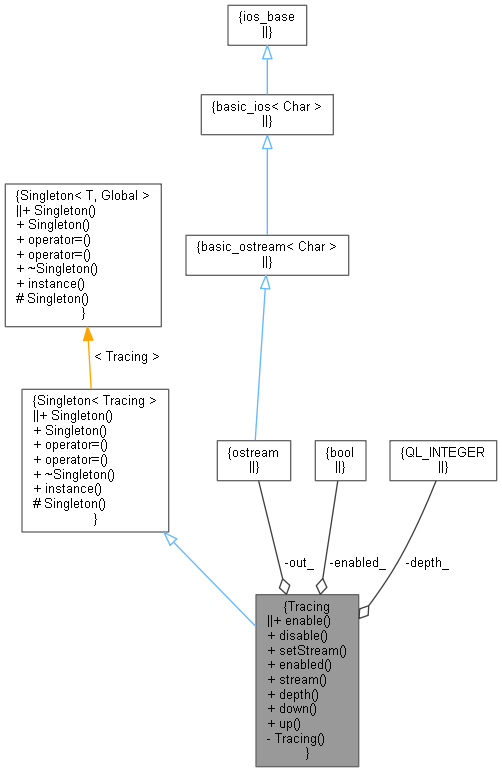 {ios_base
||}
{basic_ios< Char >
||}
{Singleton< T, Global >
||+ Singleton()
+ Singleton()
+ operator=()
+ operator=()
+ ~Singleton()
+ instance()
# Singleton()
}
{basic_ostream< Char >
||}
< Tracing >
{Singleton< Tracing >
||+ Singleton()
+ Singleton()
+ operator=()
+ operator=()
+ ~Singleton()
+ instance()
# Singleton()
}
{ostream
||}
{bool
||}
{QL_INTEGER
||}
-out_
-enabled_
-depth_
{Tracing
||+ enable()
+ disable()
+ setStream()
+ enabled()
+ stream()
+ depth()
+ down()
+ up()
- Tracing()
}